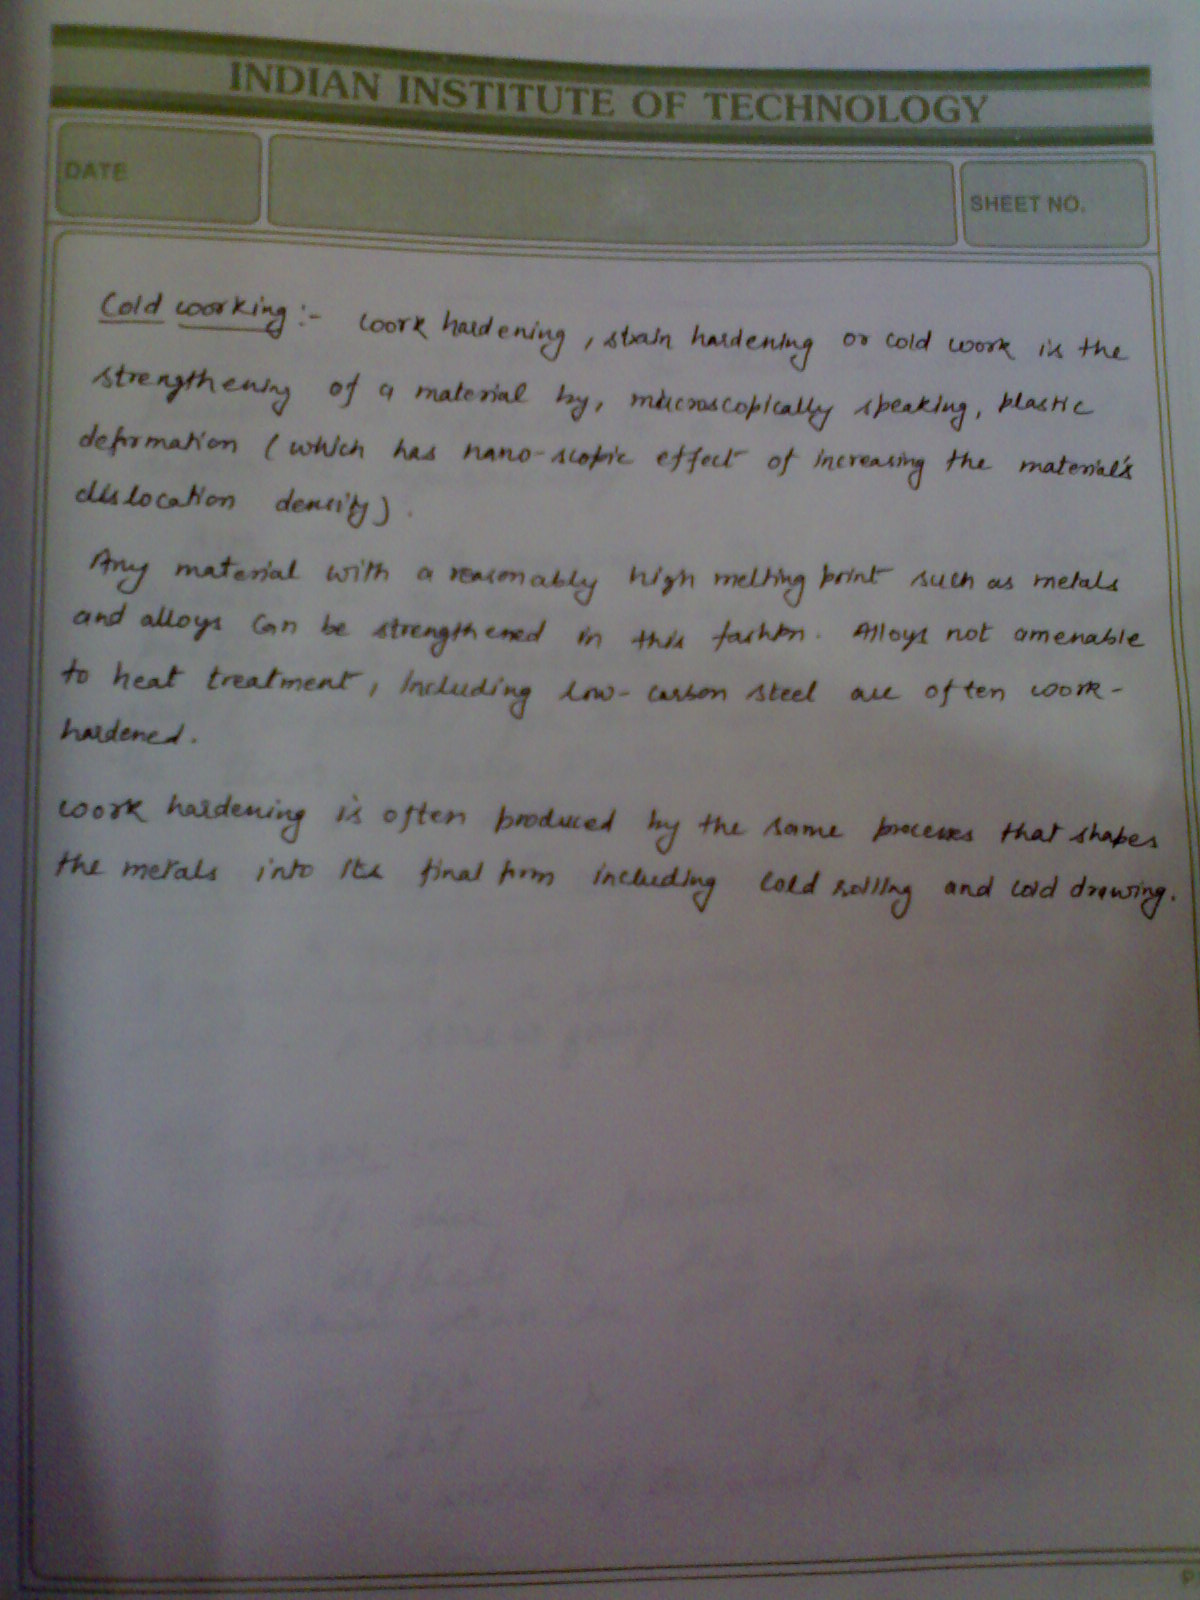 INDIAN INSTITUTE OF TECHNOLOGY
DATE
SHEET NO.
Cold working :- Work hardening, strain hardening or cold work is the
strengthening of a material by, macroscopically speaking, plastic
deformation (which has nano-scopic effect of increasing the material's
dislocation density).
Any material with a reasonably high melting point such as metals
and alloys can be strengthened in this fashion. Alloys not amenable
to heat treatment, including low-carbon steel are often work-
hardened.
Work hardening is often produced by the same process that shapes
the metals into its final form including cold rolling and cold drawing.